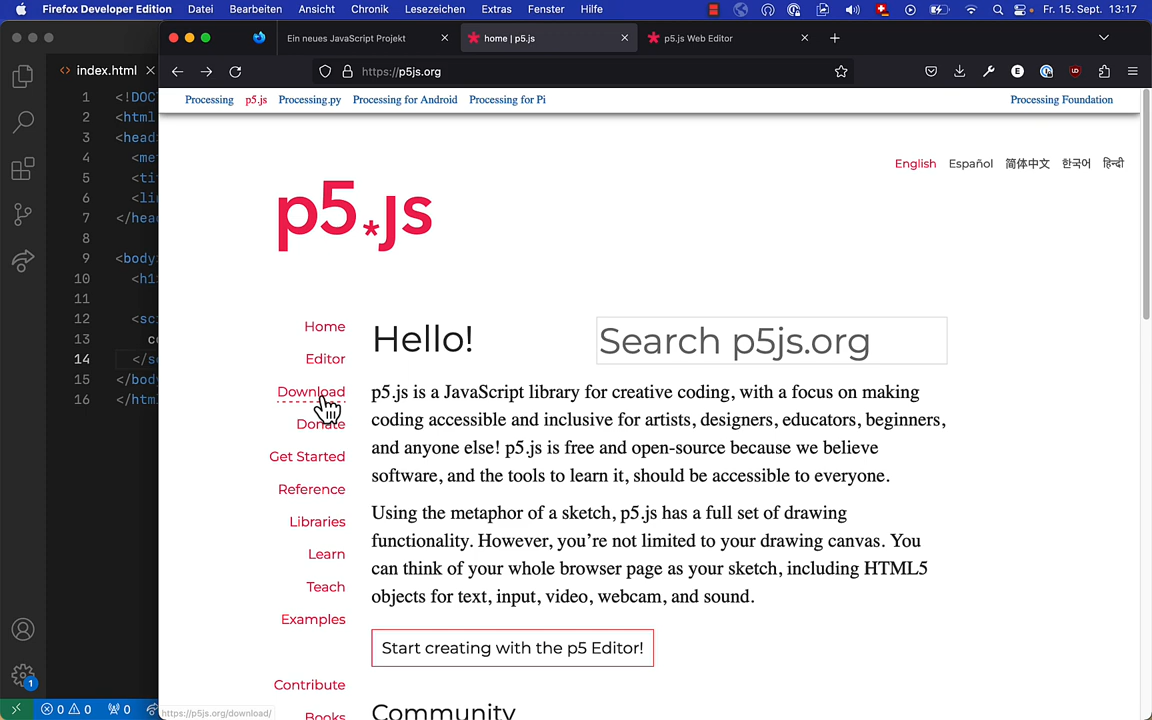 Firefox Developer Edition Datei Bearbeiten Ansicht Chronik Lesezeichen Extras Fenster Hilfe Fr. 15. Sept. 13:17
Ein neues JavaScript Projekt home | p5.js p5.js Web Editor
index.html
https://p5js.org
Processing p5.js Processing.py Processing for Android Processing for Pi Processing Foundation
English Español 简体中文 한국어 हिन्दी
p5.js
1 <!DOC
2 <html
3 <head
4 <me
5 <ti
6 <li
7 </hea
8
9 <body
10 <h1
11
12 <sc
13 co
14 </s
15 </body
16 </htm
Home
Editor
Download
Donate
Get Started
Reference
Libraries
Learn
Teach
Examples
Contribute
Books
Hello!
Search p5js.org
p5.js is a JavaScript library for creative coding, with a focus on making
coding accessible and inclusive for artists, designers, educators, beginners,
and anyone else! p5.js is free and open-source because we believe
software, and the tools to learn it, should be accessible to everyone.
Using the metaphor of a sketch, p5.js has a full set of drawing
functionality. However, you’re not limited to your drawing canvas. You
can think of your whole browser page as your sketch, including HTML5
objects for text, input, video, webcam, and sound.
Start creating with the p5 Editor!
Community
1
0 0 0
https://p5js.org/download/